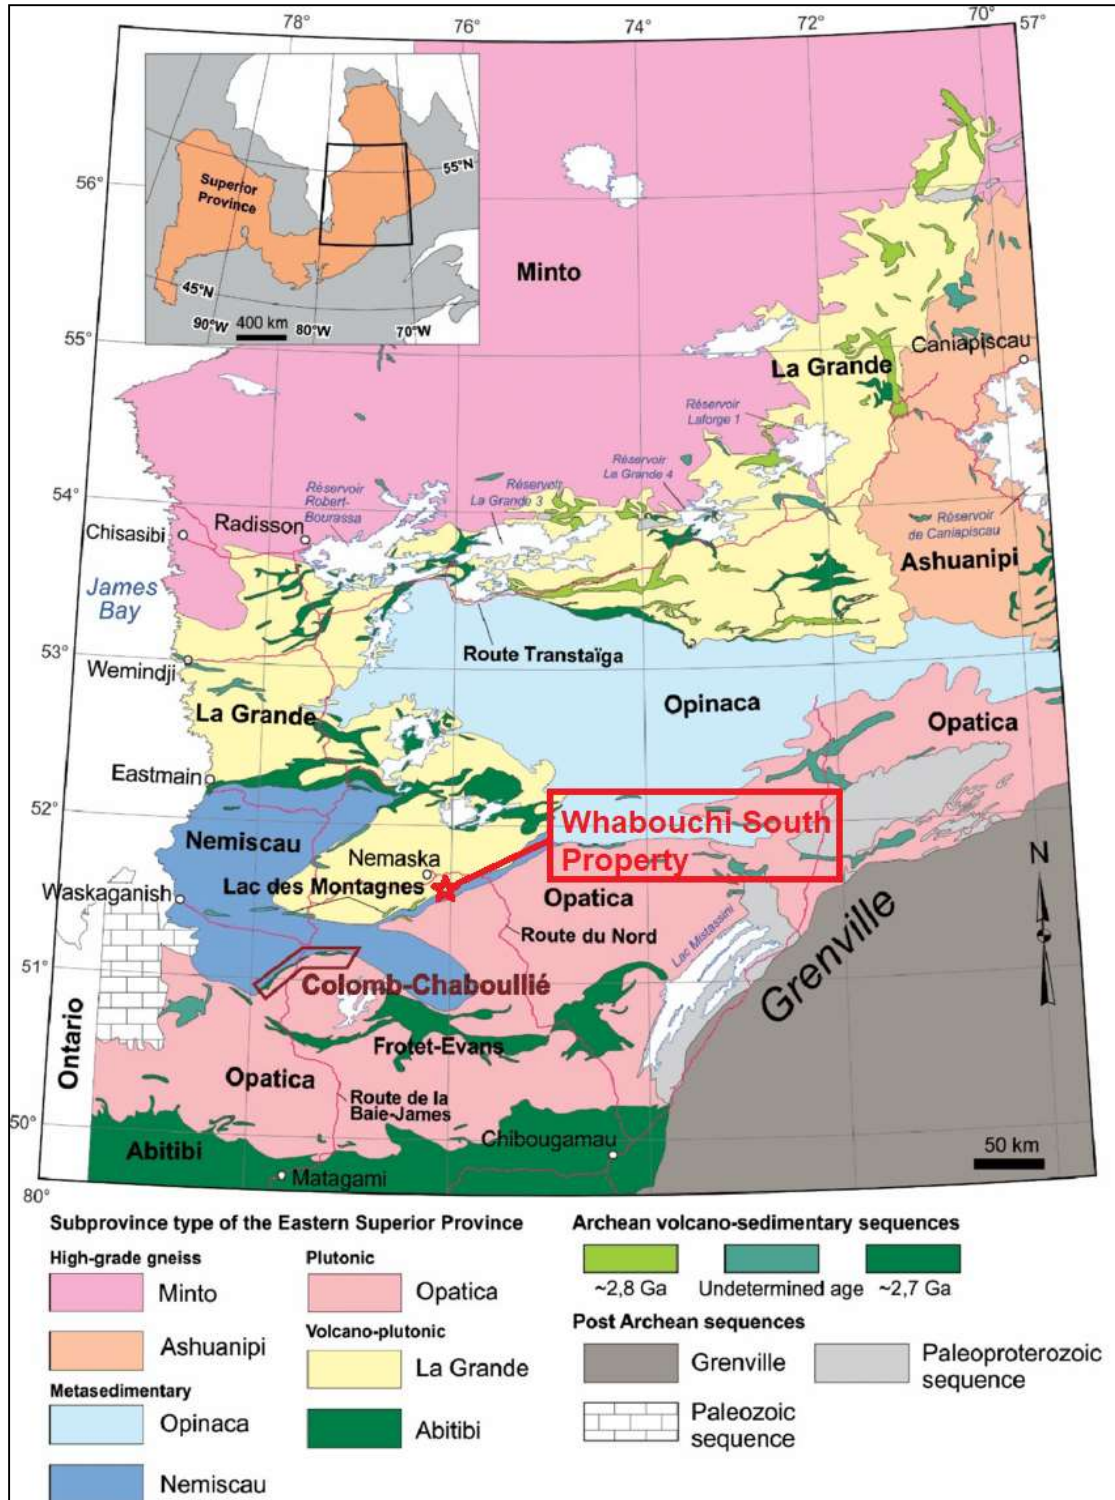 78°
76°
74°
72°
70°
57°
55°N
Superior
Province
45°N
90°W
400 km
80°W
70°W
56°
Minto
55°
Caniapiscau
La Grande
Réservoir
Laforge 1
Réservoir
La Grande 4
Réservoir
La Grande 3
Réservoir
Robert-
Bourassa
54°
Radisson
Chisasibi
Réservoir
de Caniapiscau
Ashuanipi
James
Bay
Route Transtaïga
53°
Wemindji
Opinaca
La Grande
Opatica
Eastmain
52°
Whabouchi South
Property
Nemiscau
Nemaska
N
Lac des Montagnes
Waskaganish
Opatica
Route du Nord
Lac Mistassini
Grenville
51°
Colomb-Chaboullié
Ontario
Frotet-Evans
Opatica
Route de la
Baie-James
50°
Chibougamau
Abitibi
50 km
Matagami
80°
Subprovince type of the Eastern Superior Province
High-grade gneiss
Minto
Ashuanipi
Metasedimentary
Opinaca
Nemiscau
Plutonic
Opatica
Volcano-plutonic
La Grande
Abitibi
Archean volcano-sedimentary sequences
~2,8 Ga
Undetermined age
~2,7 Ga
Post Archean sequences
Grenville
Paleoproterozoic
sequence
Paleozoic
sequence